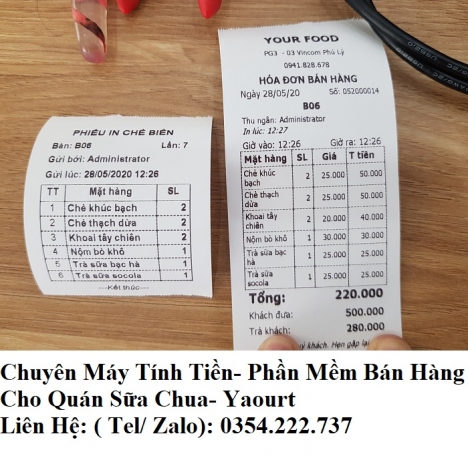 PHIẾU IN CHẾ BIẾN
Bàn: B06 Lần: 7
Gửi bởi: Administrator
Gửi lúc: 28/05/2020 12:26
TT Mặt hàng SL
1 Chè khúc bạch 2
2 Chè thạch dừa 2
3 Khoai tây chiên 2
4 Nộm bò khô 1
5 Trà sữa bạc hà 1
6 Trà sữa socola 1
---Kết thúc---
YOUR FOOD
PG3 - 03 Vincom Phủ Lý
0941.828.678
HÓA ĐƠN BÁN HÀNG
Ngày 28/05/20 Số: 052000014
B06
Thu ngân: Administrator
In lúc: 12:27
Giờ vào: 12:26 Giờ ra: 12:26
Mặt hàng SL Giá T tiền
Chè khúc bạch 2 25.000 50.000
Chè thạch dừa 2 25.000 50.000
Khoai tây chiên 2 20.000 40.000
Nộm bò khô 1 30.000 30.000
Trà sữa bạc hà 1 25.000 25.000
Trà sữa socola 1 25.000 25.000
Tổng: 220.000
Khách đưa: 500.000
Trả khách: 280.000
khách. Hẹn gặp lại
Chuyên Máy Tính Tiền- Phần Mềm Bán Hàng
Cho Quán Sữa Chua- Yaourt
Liên Hệ: ( Tel/ Zalo): 0354.222.737